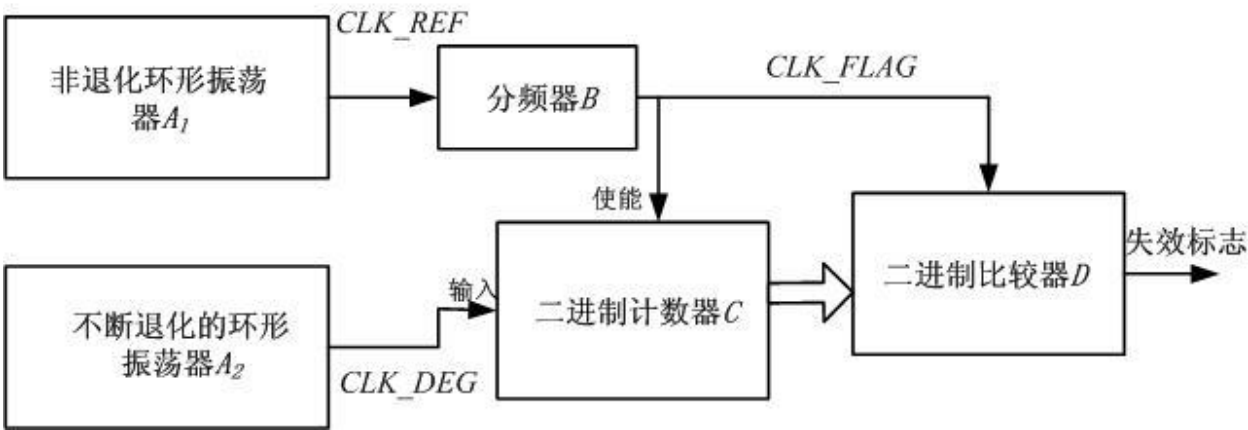 CLK_REF
非退化环形振荡
器A1
分频器B
CLK_FLAG
使能
输入
二进制计数器C
二进制比较器D
失效标志
不断退化的环形
振荡器A2
CLK_DEG